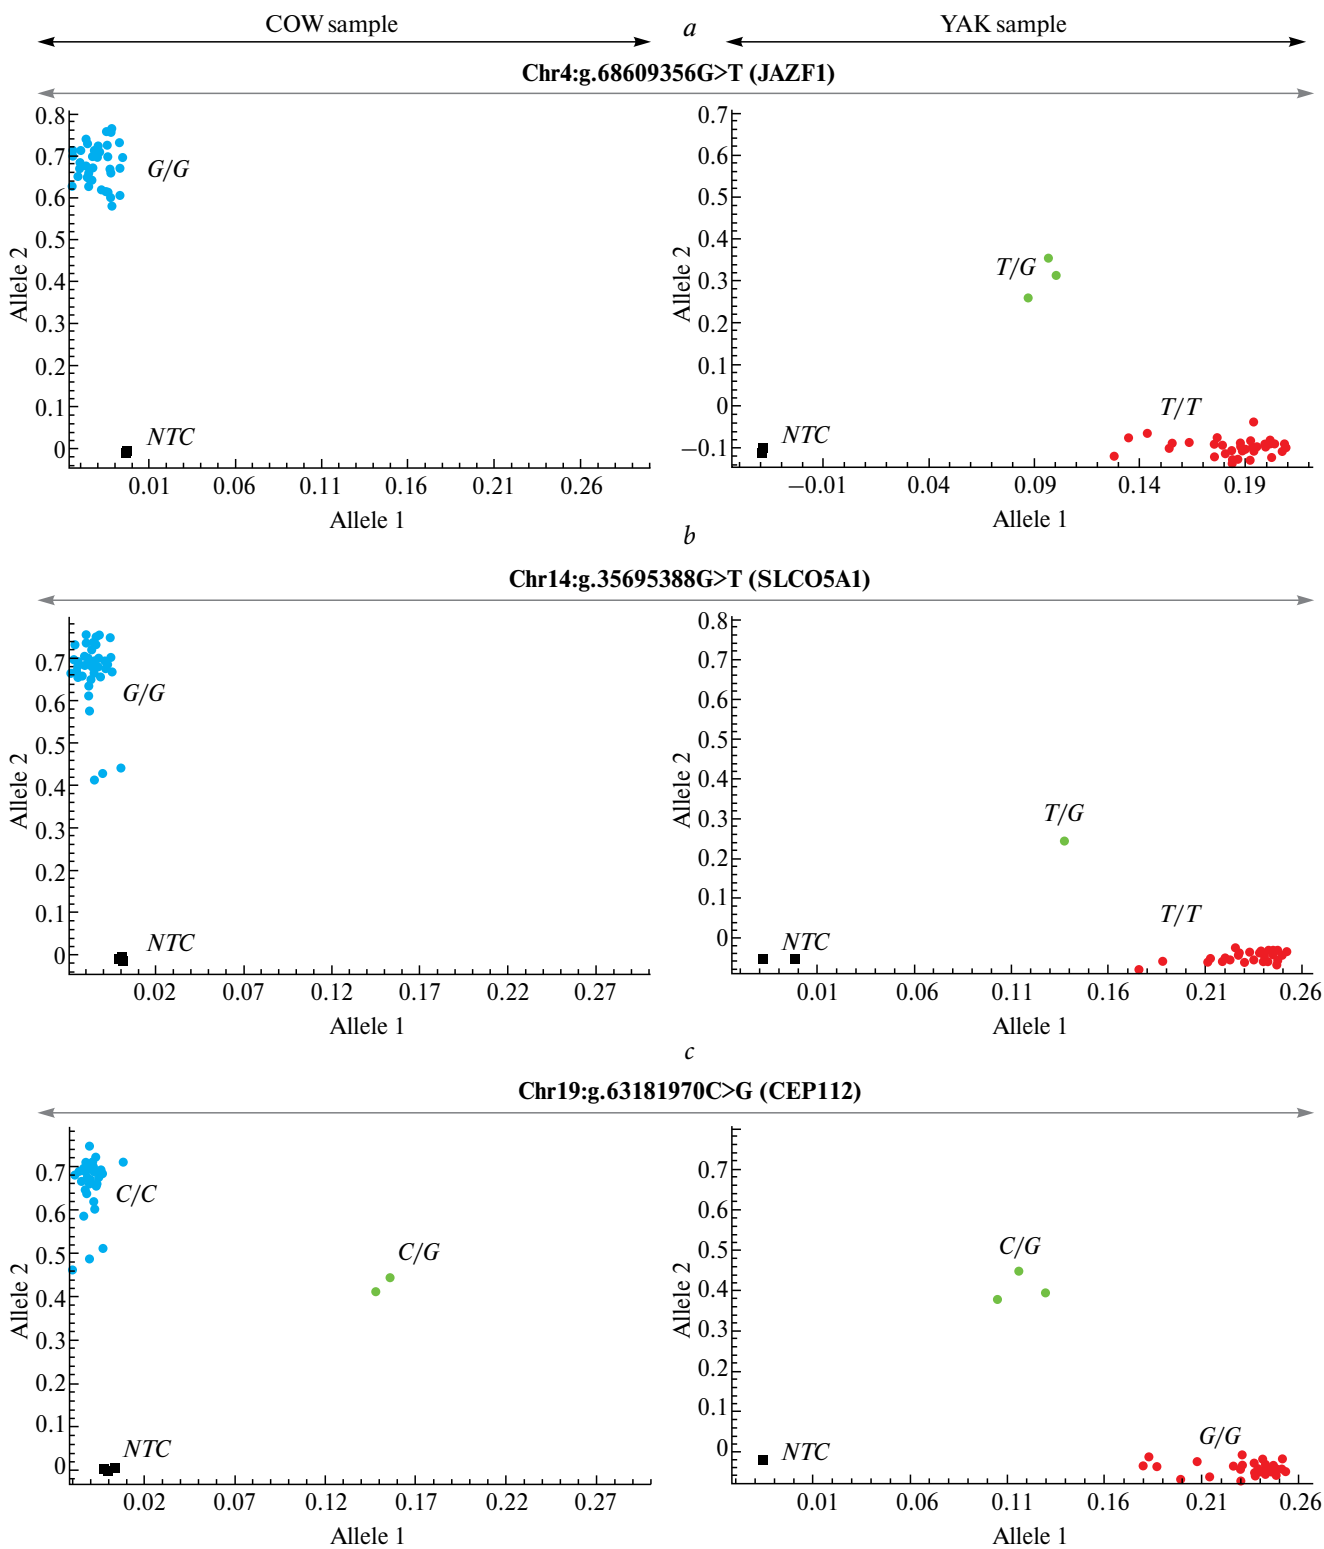 COW sample
a
YAK sample
Chr4:g.68609356G>T (JAZF1)
0.8
0.7
0.6
0.5
0.4
0.3
0.2
0.1
0
Allele 2
G/G
NTC
0.01 0.06 0.11 0.16 0.21 0.26
Allele 1
0.7
0.6
0.5
0.4
0.3
0.2
0.1
0
−0.1
Allele 2
T/G
T/T
NTC
−0.01 0.04 0.09 0.14 0.19
Allele 1
b
Chr14:g.35695388G>T (SLCO5A1)
0.7
0.6
0.5
0.4
0.3
0.2
0.1
0
Allele 2
G/G
NTC
0.02 0.07 0.12 0.17 0.22 0.27
Allele 1
0.8
0.7
0.6
0.5
0.4
0.3
0.2
0.1
0
Allele 2
T/G
T/T
NTC
0.01 0.06 0.11 0.16 0.21 0.26
Allele 1
c
Chr19:g.63181970C>G (CEP112)
0.7
0.6
0.5
0.4
0.3
0.2
0.1
0
Allele 2
C/C
C/G
NTC
0.02 0.07 0.12 0.17 0.22 0.27
Allele 1
0.7
0.6
0.5
0.4
0.3
0.2
0.1
0
Allele 2
C/G
G/G
NTC
0.01 0.06 0.11 0.16 0.21 0.26
Allele 1